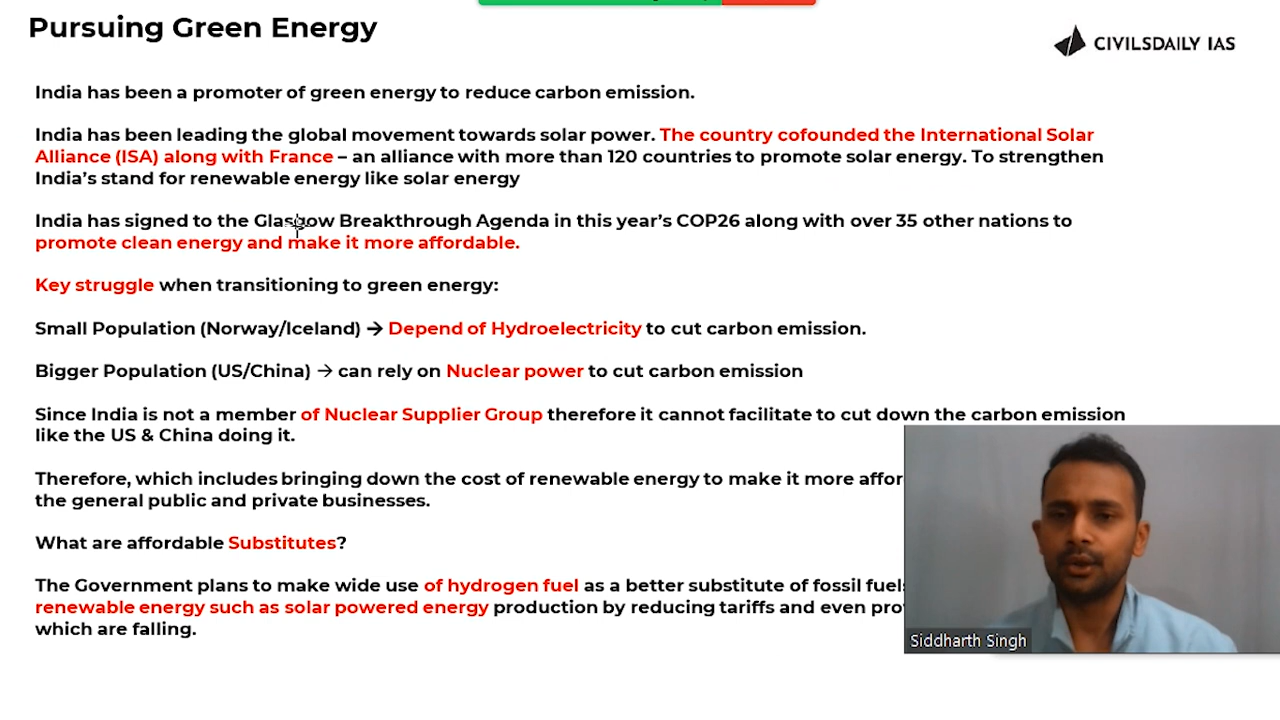 Pursuing Green Energy
CIVILSDAILY IAS
India has been a promoter of green energy to reduce carbon emission.
India has been leading the global movement towards solar power. The country cofounded the International Solar
Alliance (ISA) along with France – an alliance with more than 120 countries to promote solar energy. To strengthen
India’s stand for renewable energy like solar energy
India has signed to the Glasgow Breakthrough Agenda in this year’s COP26 along with over 35 other nations to
promote clean energy and make it more affordable.
Key struggle when transitioning to green energy:
Small Population (Norway/Iceland) → Depend of Hydroelectricity to cut carbon emission.
Bigger Population (US/China) → can rely on Nuclear power to cut carbon emission
Since India is not a member of Nuclear Supplier Group therefore it cannot facilitate to cut down the carbon emission
like the US & China doing it.
Therefore, which includes bringing down the cost of renewable energy to make it more
the general public and private businesses.
What are affordable Substitutes?
The Government plans to make wide use of hydrogen fuel as a better substitute of fossil
renewable energy such as solar powered energy production by reducing tariffs and even
which are falling.
Siddharth Singh